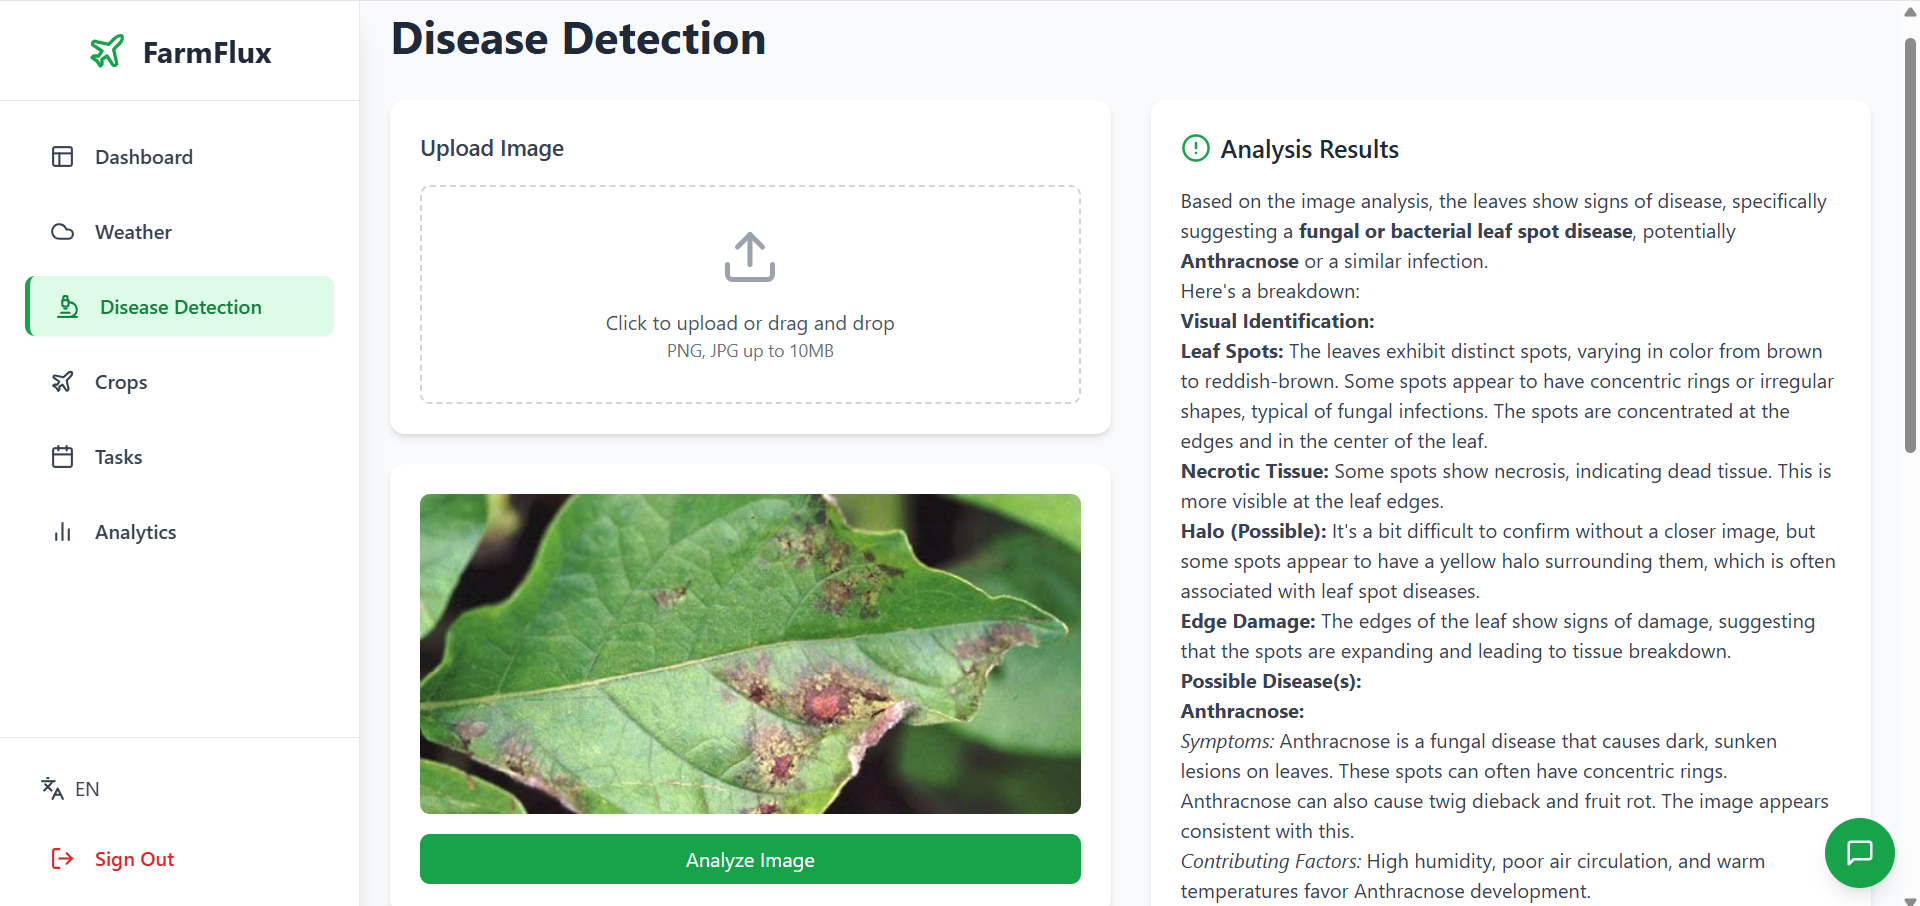 FarmFlux
Dashboard
Weather
Disease Detection
Crops
Tasks
Analytics
EN
Sign Out
Disease Detection
Upload Image
Click to upload or drag and drop
PNG, JPG up to 10MB
Analyze Image
Analysis Results
Based on the image analysis, the leaves show signs of disease, specifically
suggesting a fungal or bacterial leaf spot disease, potentially
Anthracnose or a similar infection.
Here's a breakdown:
Visual Identification:
Leaf Spots: The leaves exhibit distinct spots, varying in color from brown
to reddish-brown. Some spots appear to have concentric rings or irregular
shapes, typical of fungal infections. The spots are concentrated at the
edges and in the center of the leaf.
Necrotic Tissue: Some spots show necrosis, indicating dead tissue. This is
more visible at the leaf edges.
Halo (Possible): It's a bit difficult to confirm without a closer image, but
some spots appear to have a yellow halo surrounding them, which is often
associated with leaf spot diseases.
Edge Damage: The edges of the leaf show signs of damage, suggesting
that the spots are expanding and leading to tissue breakdown.
Possible Disease(s):
Anthracnose:
Symptoms: Anthracnose is a fungal disease that causes dark, sunken
lesions on leaves. These spots can often have concentric rings.
Anthracnose can also cause twig dieback and fruit rot. The image appears
consistent with this.
Contributing Factors: High humidity, poor air circulation, and warm
temperatures favor Anthracnose development.